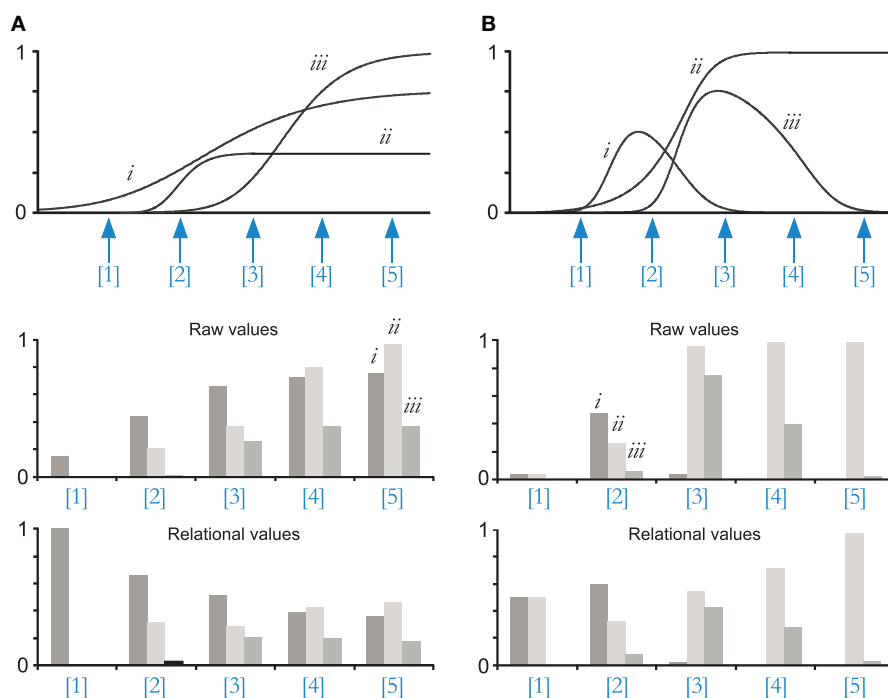 A
1
0
i
ii
iii
[1] [2] [3] [4] [5]
Raw values
1
0
i
ii
iii
[1] [2] [3] [4] [5]
Relational values
1
0
[1] [2] [3] [4] [5]
B
1
0
i
ii
iii
[1] [2] [3] [4] [5]
Raw values
1
0
i
ii
iii
[1] [2] [3] [4] [5]
Relational values
1
0
[1] [2] [3] [4] [5]